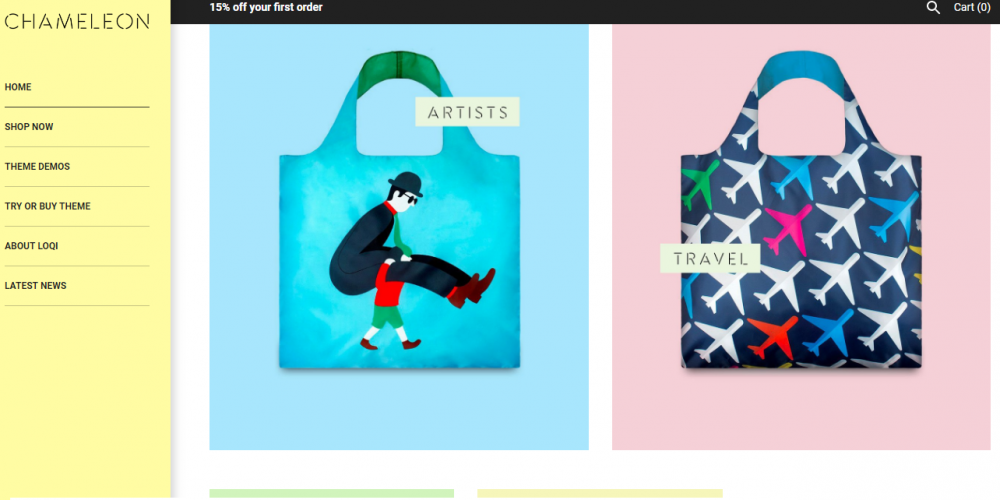 CHAMELEON
15% off your first order
Cart (0)
HOME
SHOP NOW
THEME DEMOS
TRY OR BUY THEME
ABOUT LOQI
LATEST NEWS
ARTISTS
TRAVEL